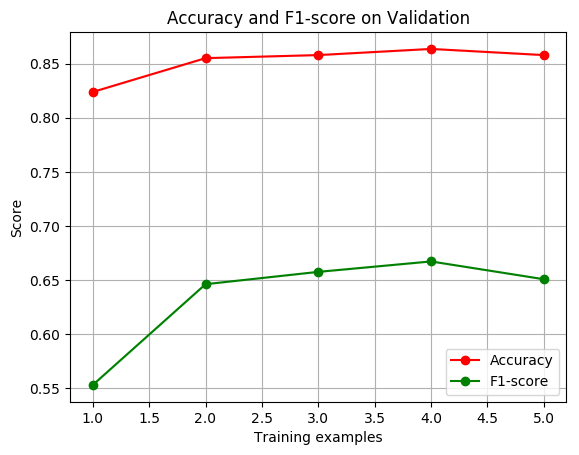 Accuracy and F1-score on Validation
0.85
0.80
0.75
0.70
0.65
0.60
0.55
Score
1.0 1.5 2.0 2.5 3.0 3.5 4.0 4.5 5.0
Training examples
Accuracy
F1-score